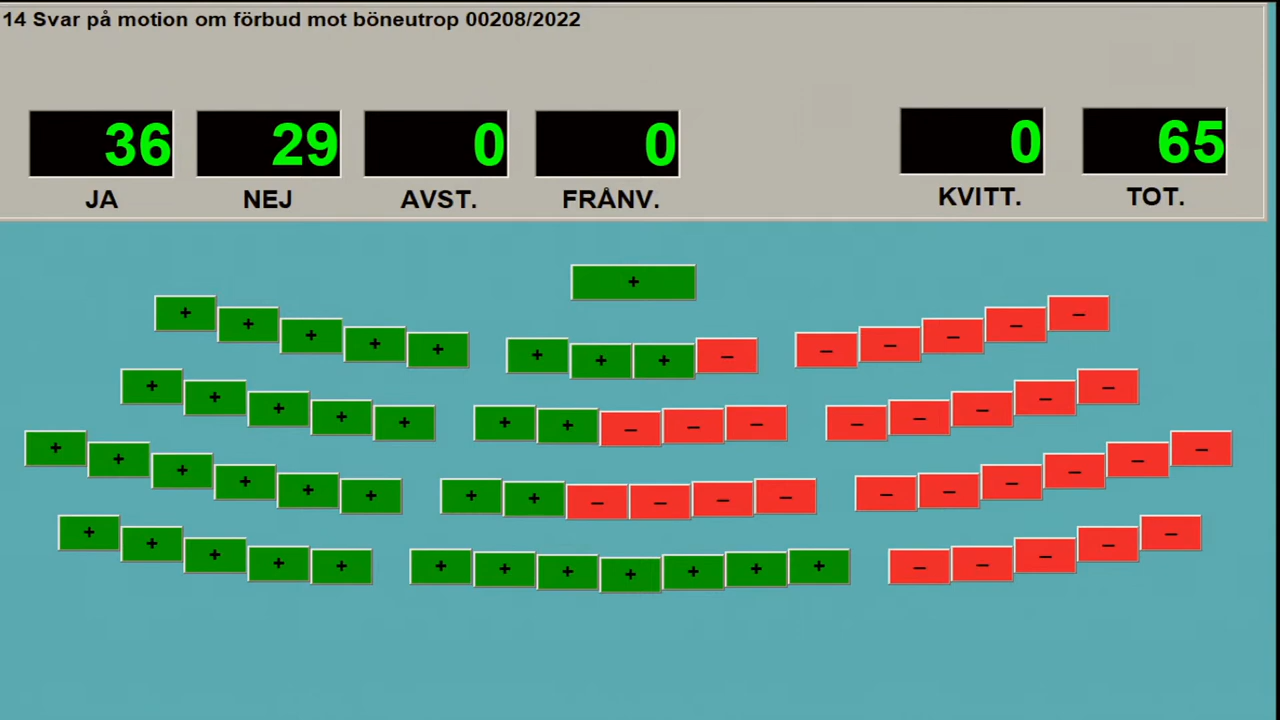 14 Svar på motion om förbud mot böneutrop 00208/2022
36 29 0 0 0 65
JA NEJ AVST. FRÅNV. KVITT. TOT.
+
+ + + + + + + + − − − − − −
+ + + + + + + − − − − − − − −
+ + + + + + + + − − − − − − − − − −
+ + + + + + + + + + + + − − − − −